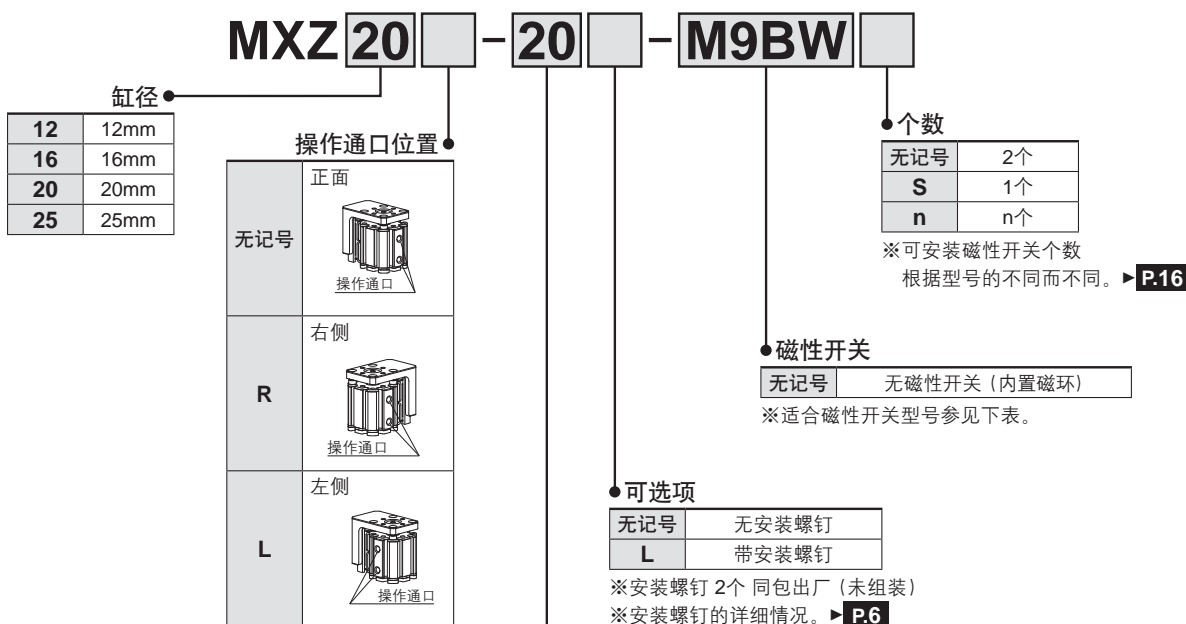 MXZ 20 - 20 - M9BW
缸径
12 12mm
16 16mm
20 20mm
25 25mm
操作通口位置
无记号 正面
操作通口
R 右侧
操作通口
L 左侧
操作通口
个数
无记号 2个
S 1个
n n个
※可安装磁性开关个数
根据型号的不同而不同。►P.16
磁性开关
无记号 无磁性开关（内置磁环）
※适合磁性开关型号参见下表。
可选项
无记号 无安装螺钉
L 带安装螺钉
※安装螺钉 2个 同包出厂（未组装）
※安装螺钉的详细情况。►P.6